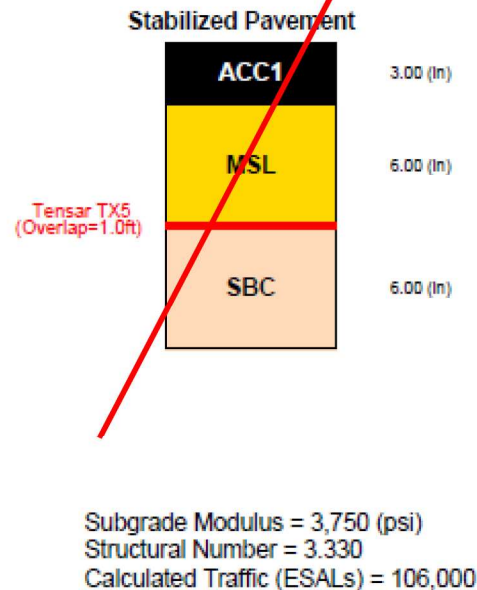 Stabilized Pavement
ACC1
3.00 (in)
MSL
6.00 (in)
Tensar TX5
(Overlap=1.0ft)
SBC
6.00 (in)
Subgrade Modulus = 3,750 (psi)
Structural Number = 3.330
Calculated Traffic (ESALs) = 106,000